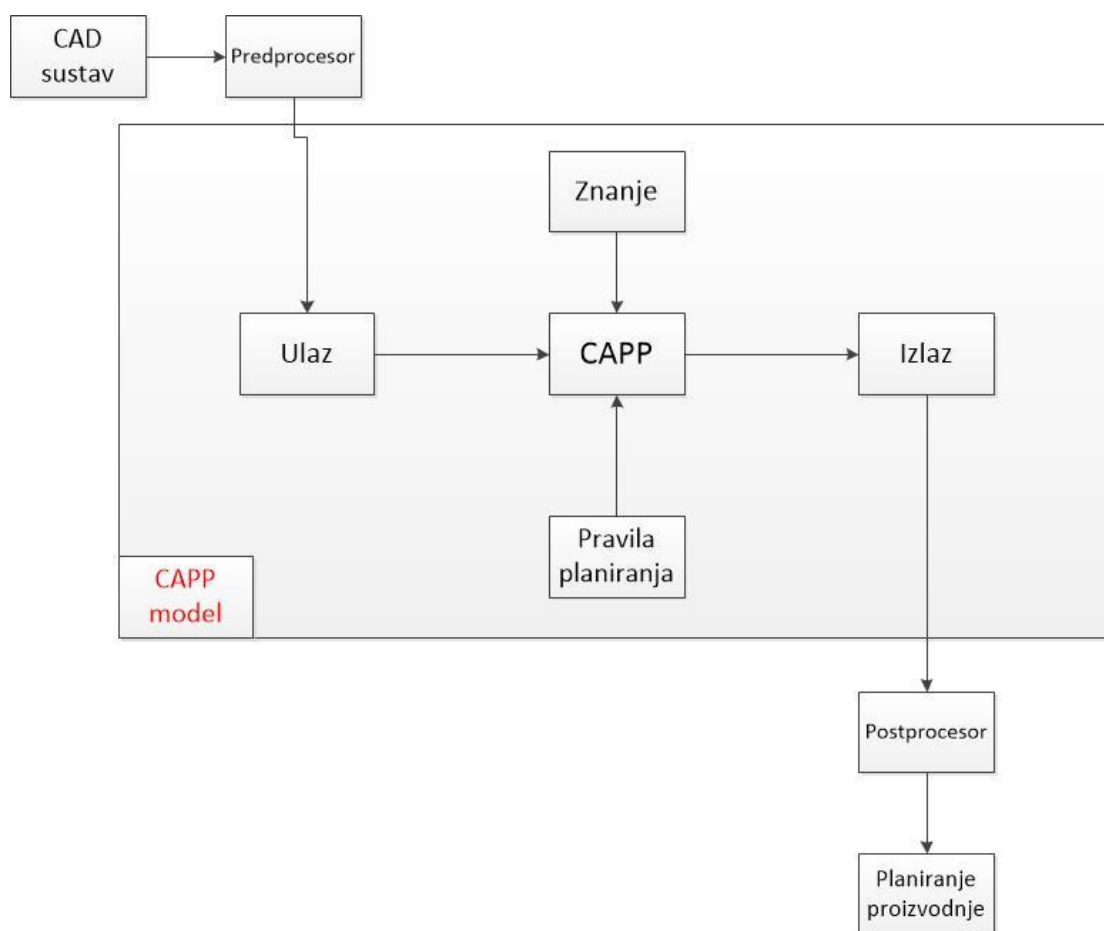 CAD
sustav
Predprocesor
Znanje
Ulaz
CAPP
Izlaz
Pravila
planiranja
CAPP
model
Postprocesor
Planiranje
proizvodnje